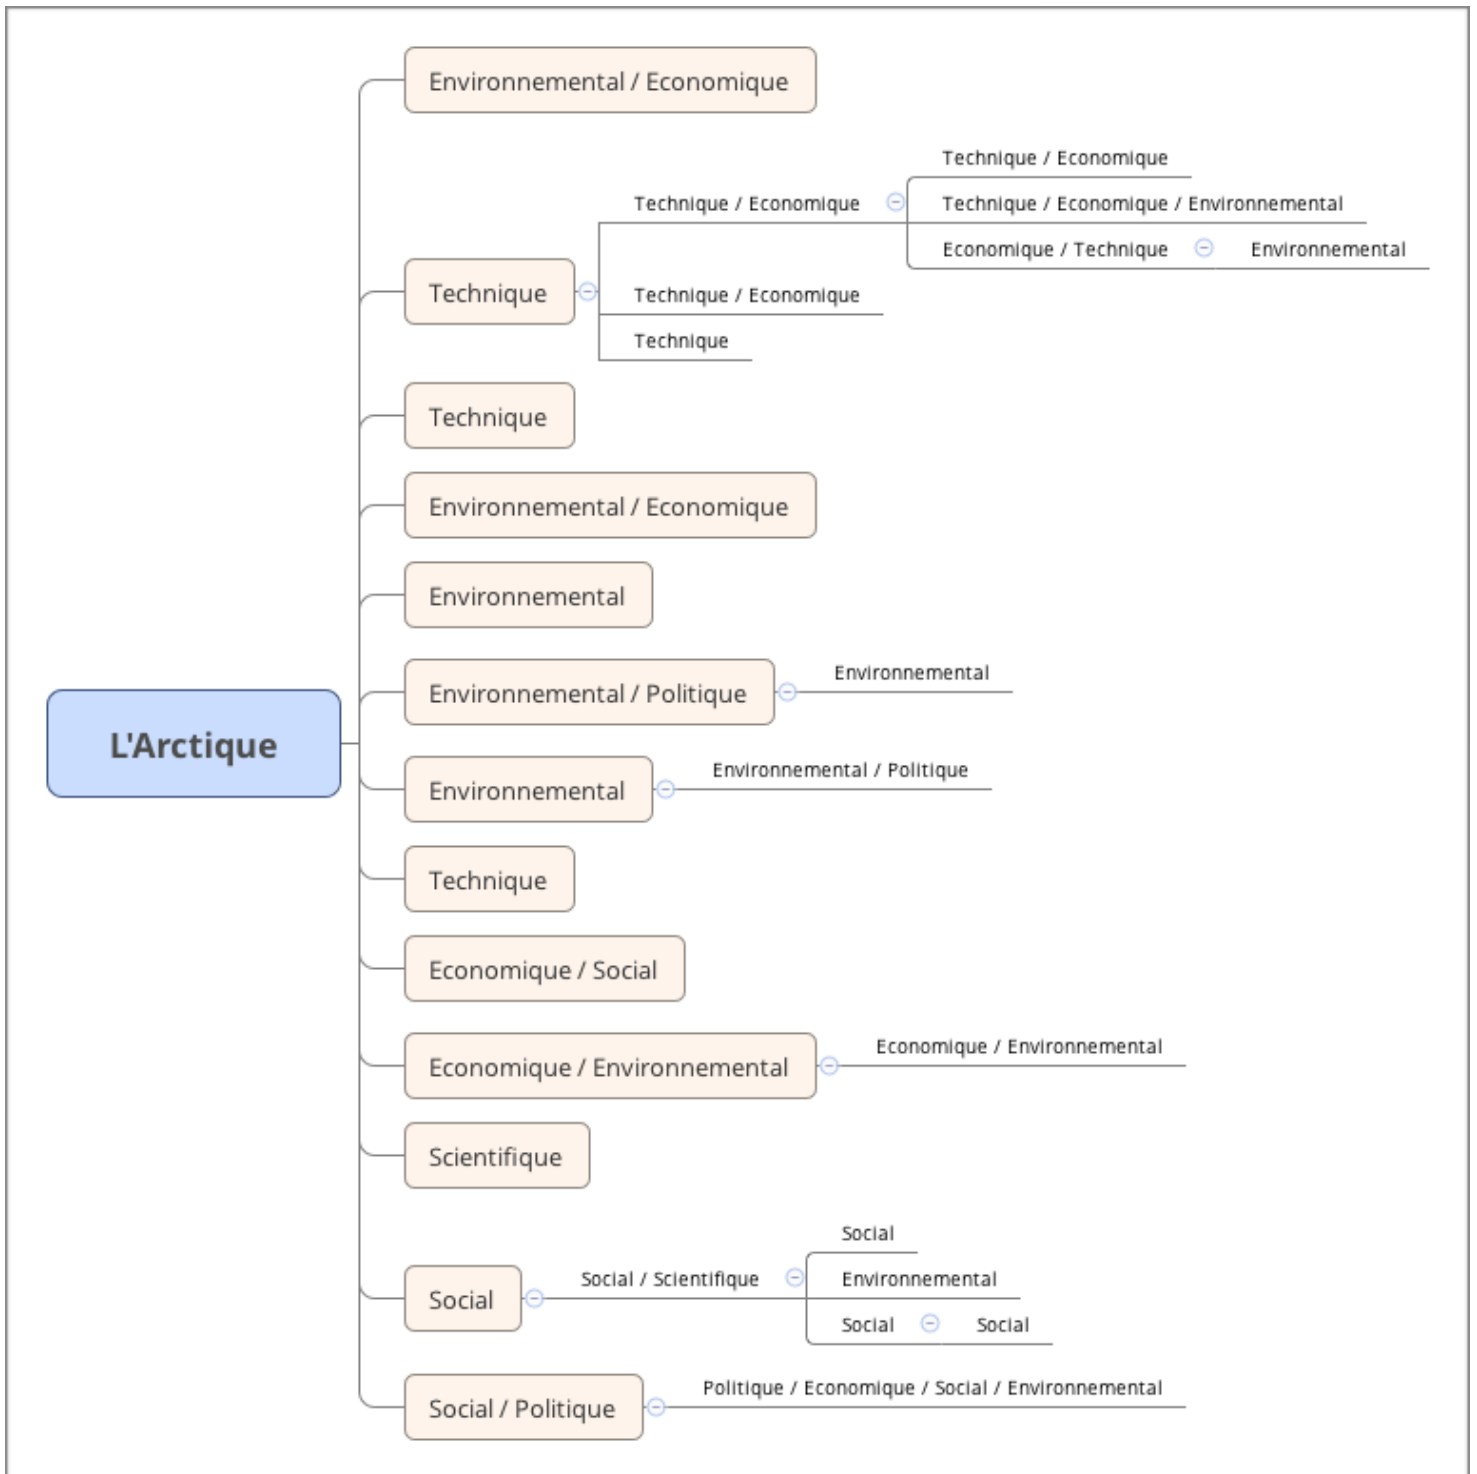 Environnemental / Economique
Technique
Technique / Economique
Technique / Economique
Technique / Economique / Environnemental
Economique / Technique
Environnemental
Technique / Economique
Technique
Technique
Environnemental / Economique
Environnemental
L'Arctique
Environnemental / Politique
Environnemental
Environnemental
Environnemental / Politique
Technique
Economique / Social
Economique / Environnemental
Economique / Environnemental
Scientifique
Social
Social / Scientifique
Social
Environnemental
Social
Social
Social / Politique
Politique / Economique / Social / Environnemental